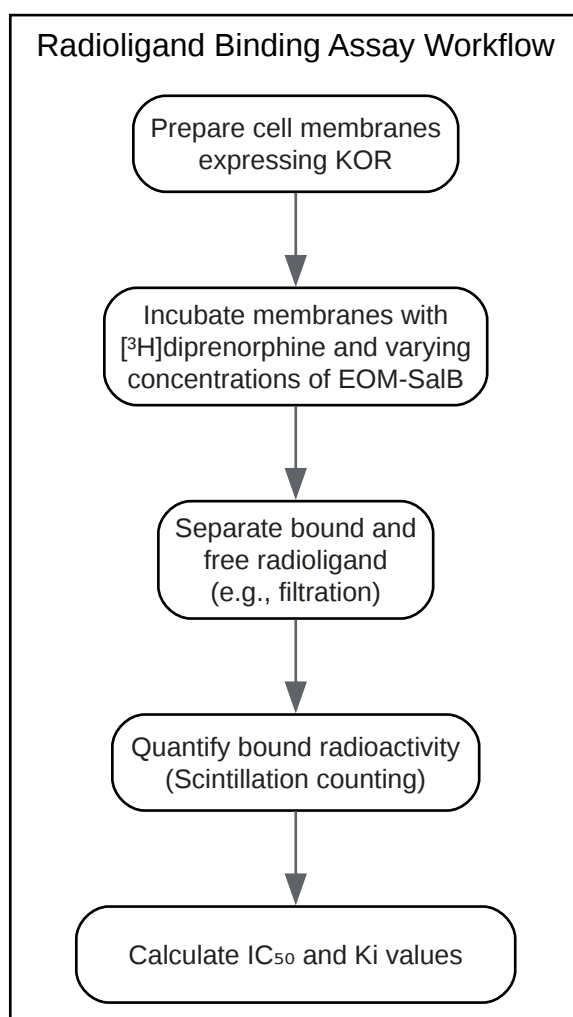 Radioligand Binding Assay Workflow
Prepare cell membranes
expressing KOR
Incubate membranes with
[³H]diprenorphine and varying
concentrations of EOM-SalB
Separate bound and
free radioligand
(e.g., filtration)
Quantify bound radioactivity
(Scintillation counting)
Calculate IC₅₀ and Ki values